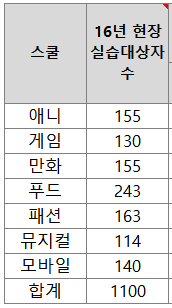 스쿨 16년 현장
실습대상자
수
애니 155
게임 130
만화 155
푸드 243
패션 163
뮤지컬 114
모바일 140
합계 1100